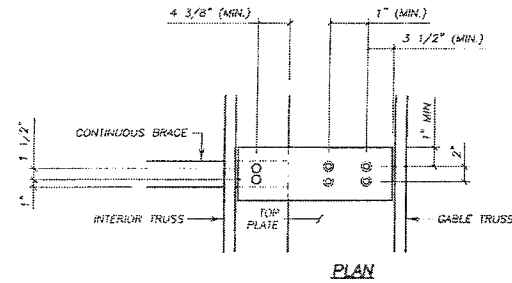 4 3/8" (MIN.)
1" (MIN.)
3 1/2" (MIN.)
CONTINUOUS BRACE
1 1/2"
1"
1" MIN
2"
INTERIOR TRUSS
TOP
PLATE
GABLE TRUSS
PLAN